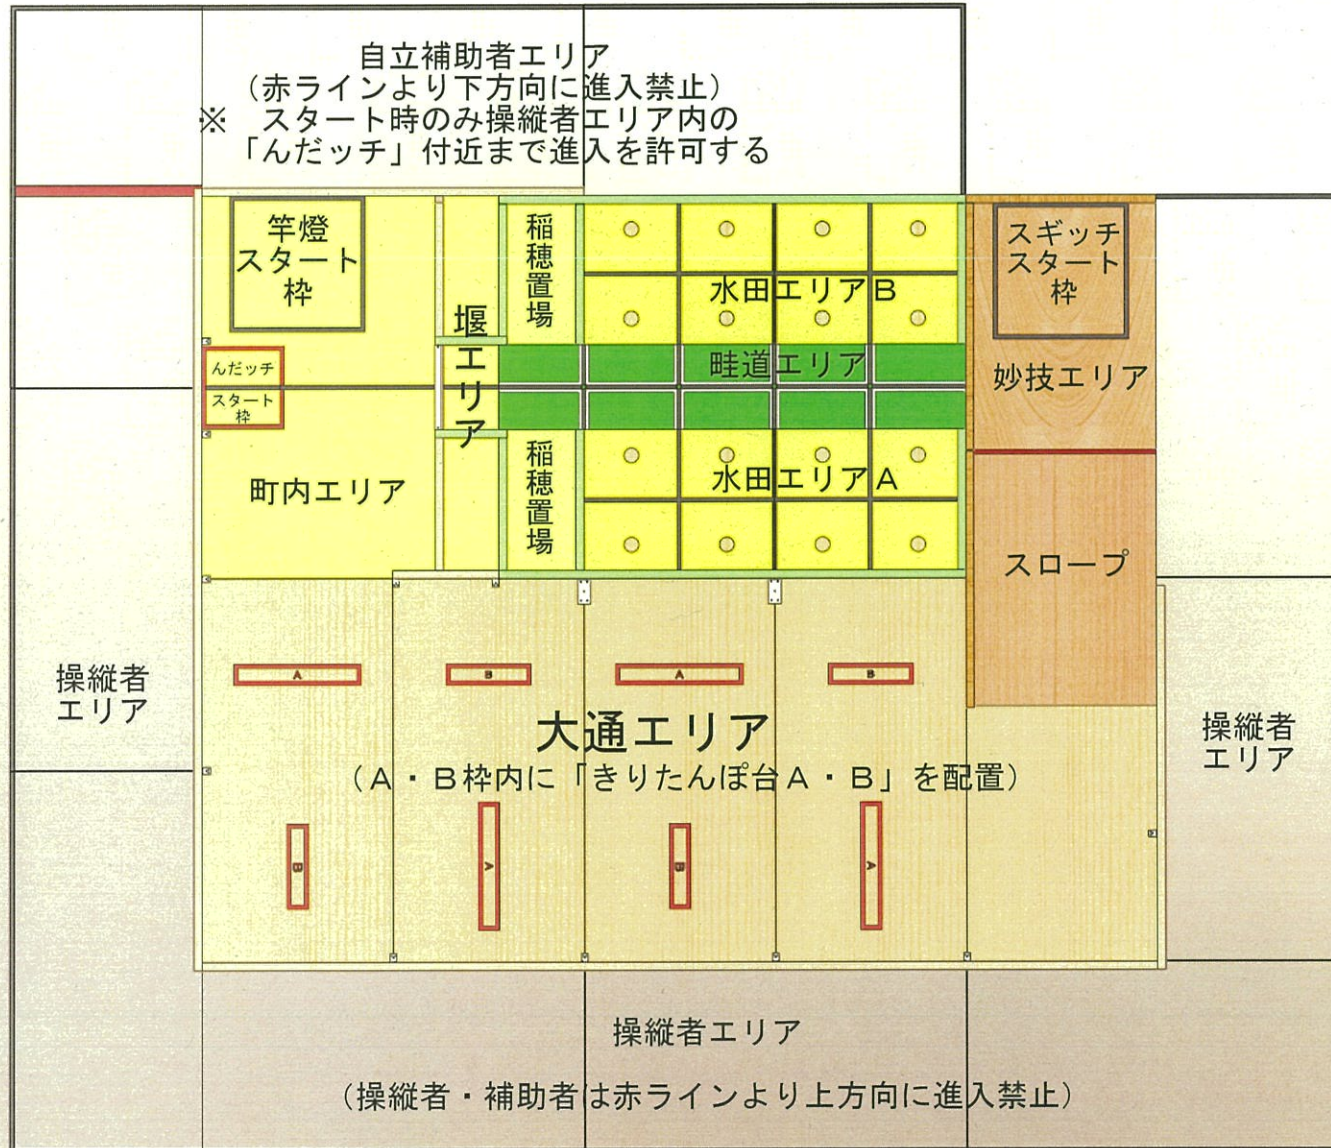 自立補助者エリア
（赤ラインより下方向に進入禁止）
※　スタート時のみ操縦者エリア内の
「んだッチ」付近まで進入を許可する
竿燈
スタート
枠
堰エリア
稲穂置場
水田エリアB
スギッチ
スタート
枠
んだッチ
スタート
枠
畦道エリア
妙技エリア
町内エリア
稲穂置場
水田エリアA
スロープ
操縦者
エリア
A
B
A
B
大通エリア
（A・B枠内に「きりたんぽ台A・B」を配置）
操縦者
エリア
B
A
B
A
操縦者エリア
（操縦者・補助者は赤ラインより上方向に進入禁止）